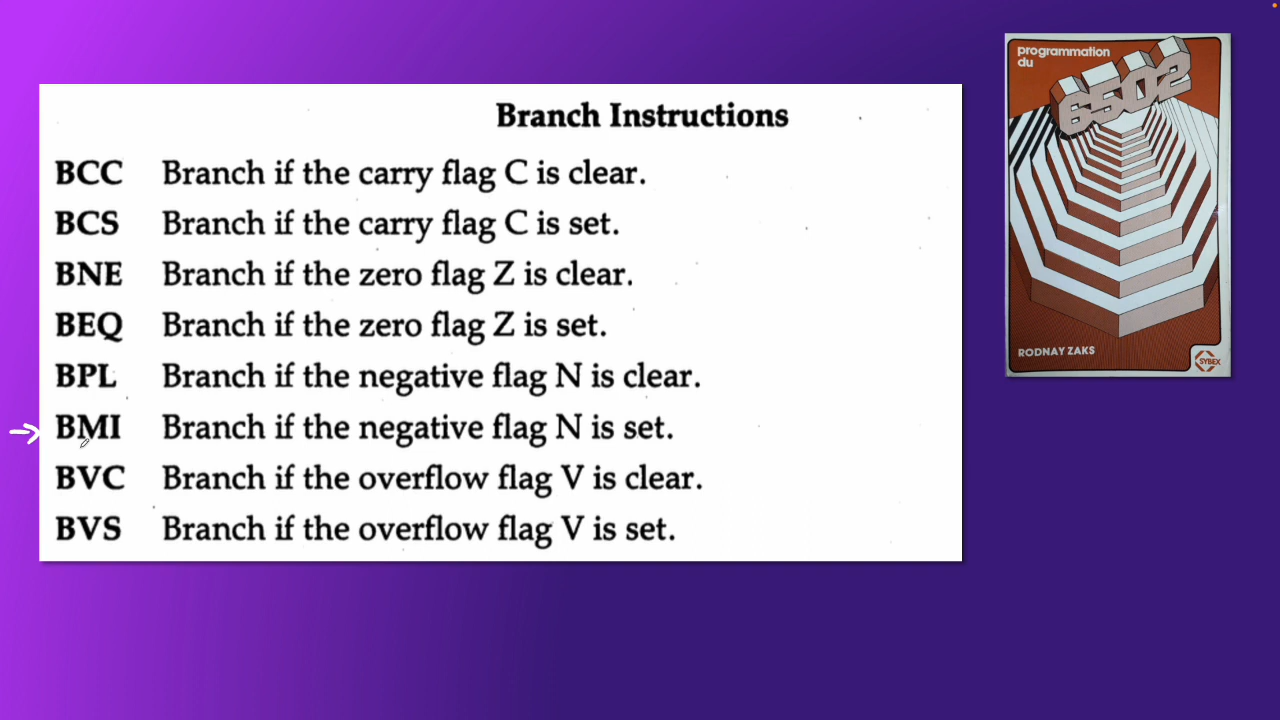 Branch Instructions
BCC Branch if the carry flag C is clear.
BCS Branch if the carry flag C is set.
BNE Branch if the zero flag Z is clear.
BEQ Branch if the zero flag Z is set.
BPL Branch if the negative flag N is clear.
BMI Branch if the negative flag N is set.
BVC Branch if the overflow flag V is clear.
BVS Branch if the overflow flag V is set.
programmation
du
6502
RODNAY ZAKS
SYBEX